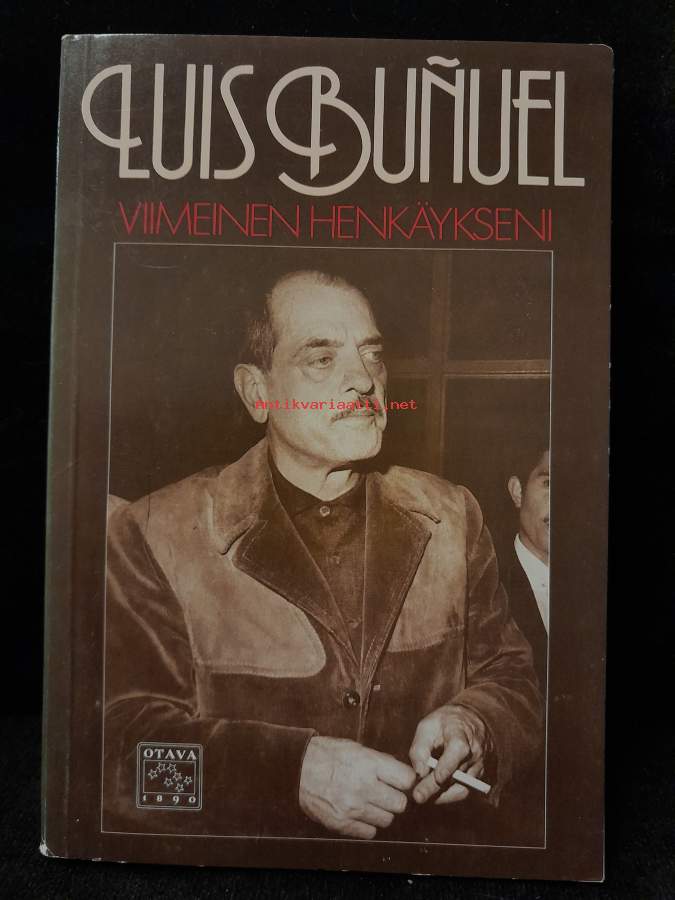 LUIS BUÑUEL
VIIMEINEN HENKÄYKSENI
Antikvariaatti.net
OTAVA
1890